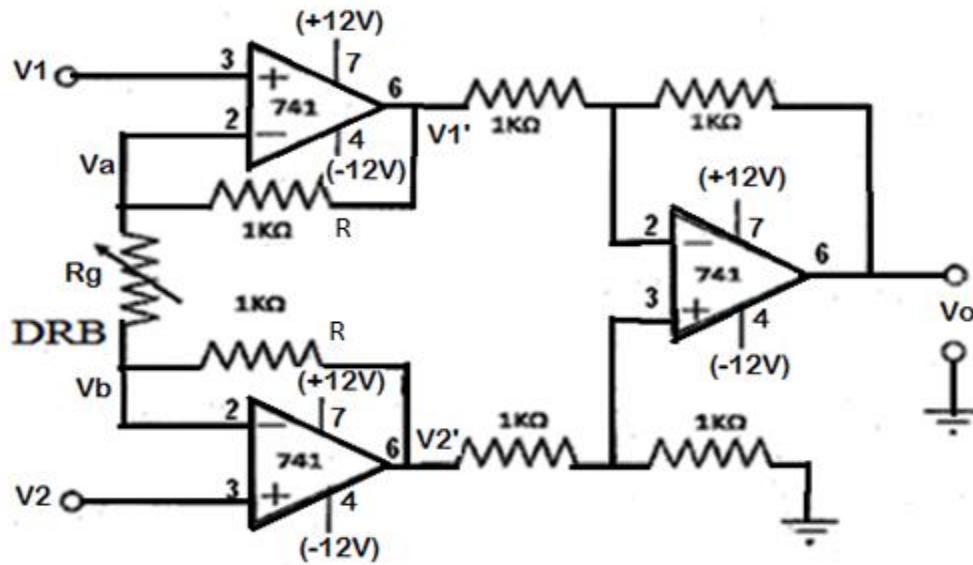 (+12V)
V1
3
+
7
741
6
2
−
4
V1'
1KΩ
1KΩ
Va
(-12V)
(+12V)
1KΩ
R
2
−
7
6
Rg
741
1KΩ
3
+
4
Vo
DRB
R
(-12V)
Vb
(+12V)
2
−
7
1KΩ
741
6
V2'
1KΩ
V2
3
+
4
(-12V)